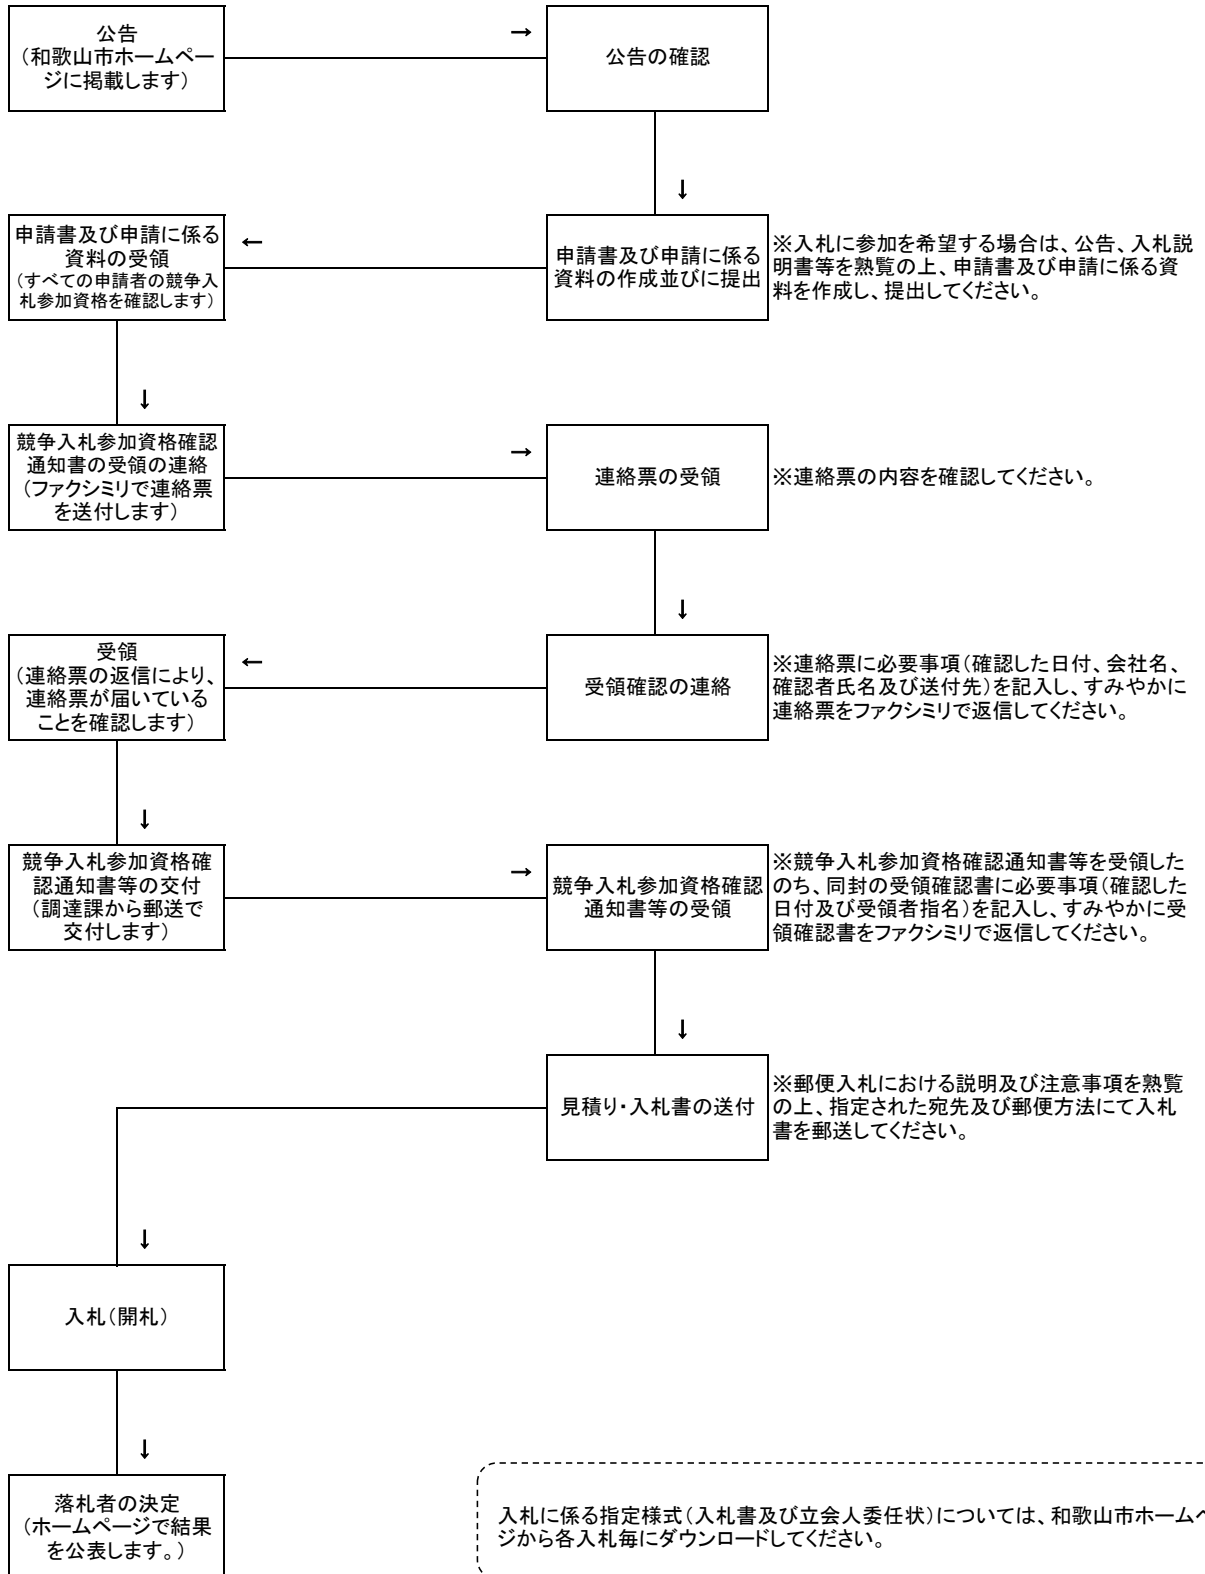 公告
（和歌山市ホームペー
ジに掲載します）
→
公告の確認
↓
申請書及び申請に係る
資料の受領
（すべての申請者の競争入
札参加資格を確認します）
←
申請書及び申請に係る
資料の作成並びに提出
※入札に参加を希望する場合は、公告、入札説
明書等を熟覧の上、申請書及び申請に係る資
料を作成し、提出してください。
↓
競争入札参加資格確認
通知書の受領の連絡
（ファクシミリで連絡票
を送付します）
→
連絡票の受領
※連絡票の内容を確認してください。
↓
受領
（連絡票の返信により、
連絡票が届いている
ことを確認します）
←
受領確認の連絡
※連絡票に必要事項（確認した日付、会社名、
確認者氏名及び送付先）を記入し、すみやかに
連絡票をファクシミリで返信してください。
↓
競争入札参加資格確
認通知書等の交付
（調達課から郵送で
交付します）
→
競争入札参加資格確認
通知書等の受領
※競争入札参加資格確認通知書等を受領した
のち、同封の受領確認書に必要事項（確認した
日付及び受領者指名）を記入し、すみやかに受
領確認書をファクシミリで返信してください。
↓
見積り・入札書の送付
※郵便入札における説明及び注意事項を熟覧
の上、指定された宛先及び郵便方法にて入札
書を郵送してください。
↓
入札（開札）
↓
落札者の決定
（ホームページで結果
を公表します。）
入札に係る指定様式（入札書及び立会人委任状）については、和歌山市ホームペ
ジから各入札毎にダウンロードしてください。